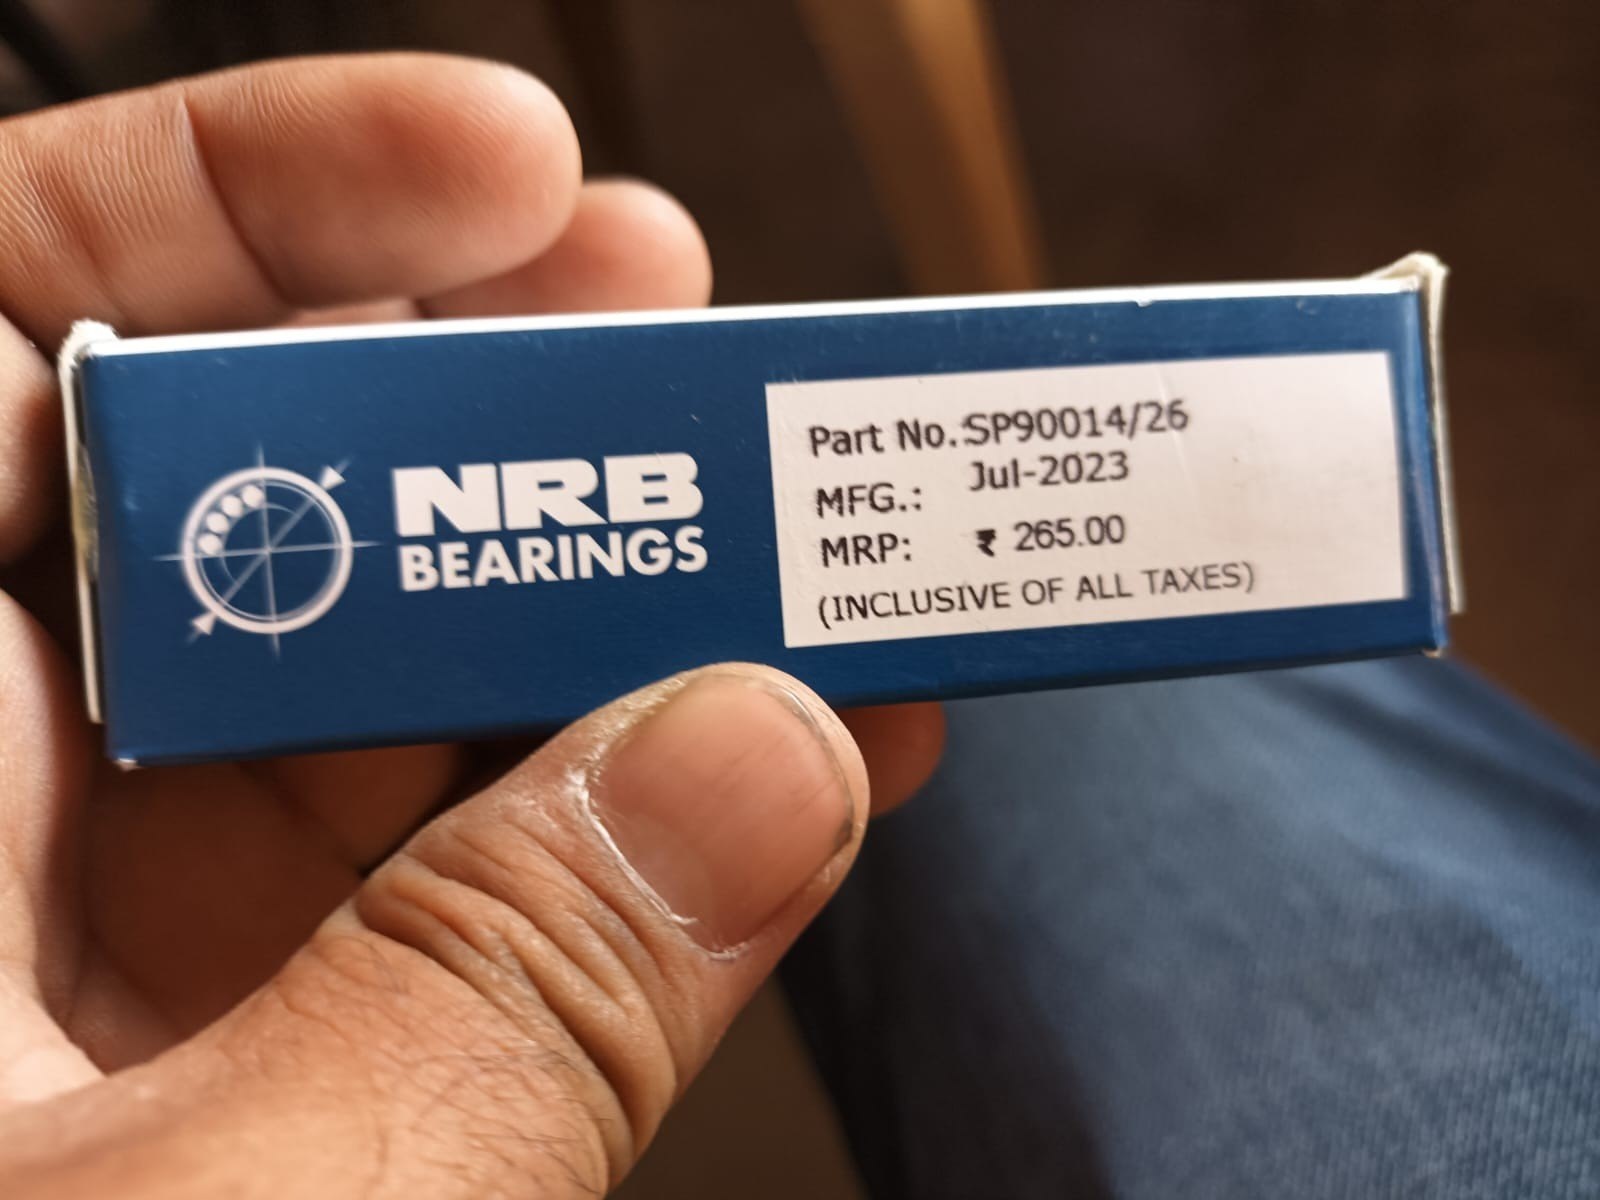 NRB
BEARINGS
Part No.:SP90014/26
MFG.: Jul-2023
MRP: ₹ 265.00
(INCLUSIVE OF ALL TAXES)